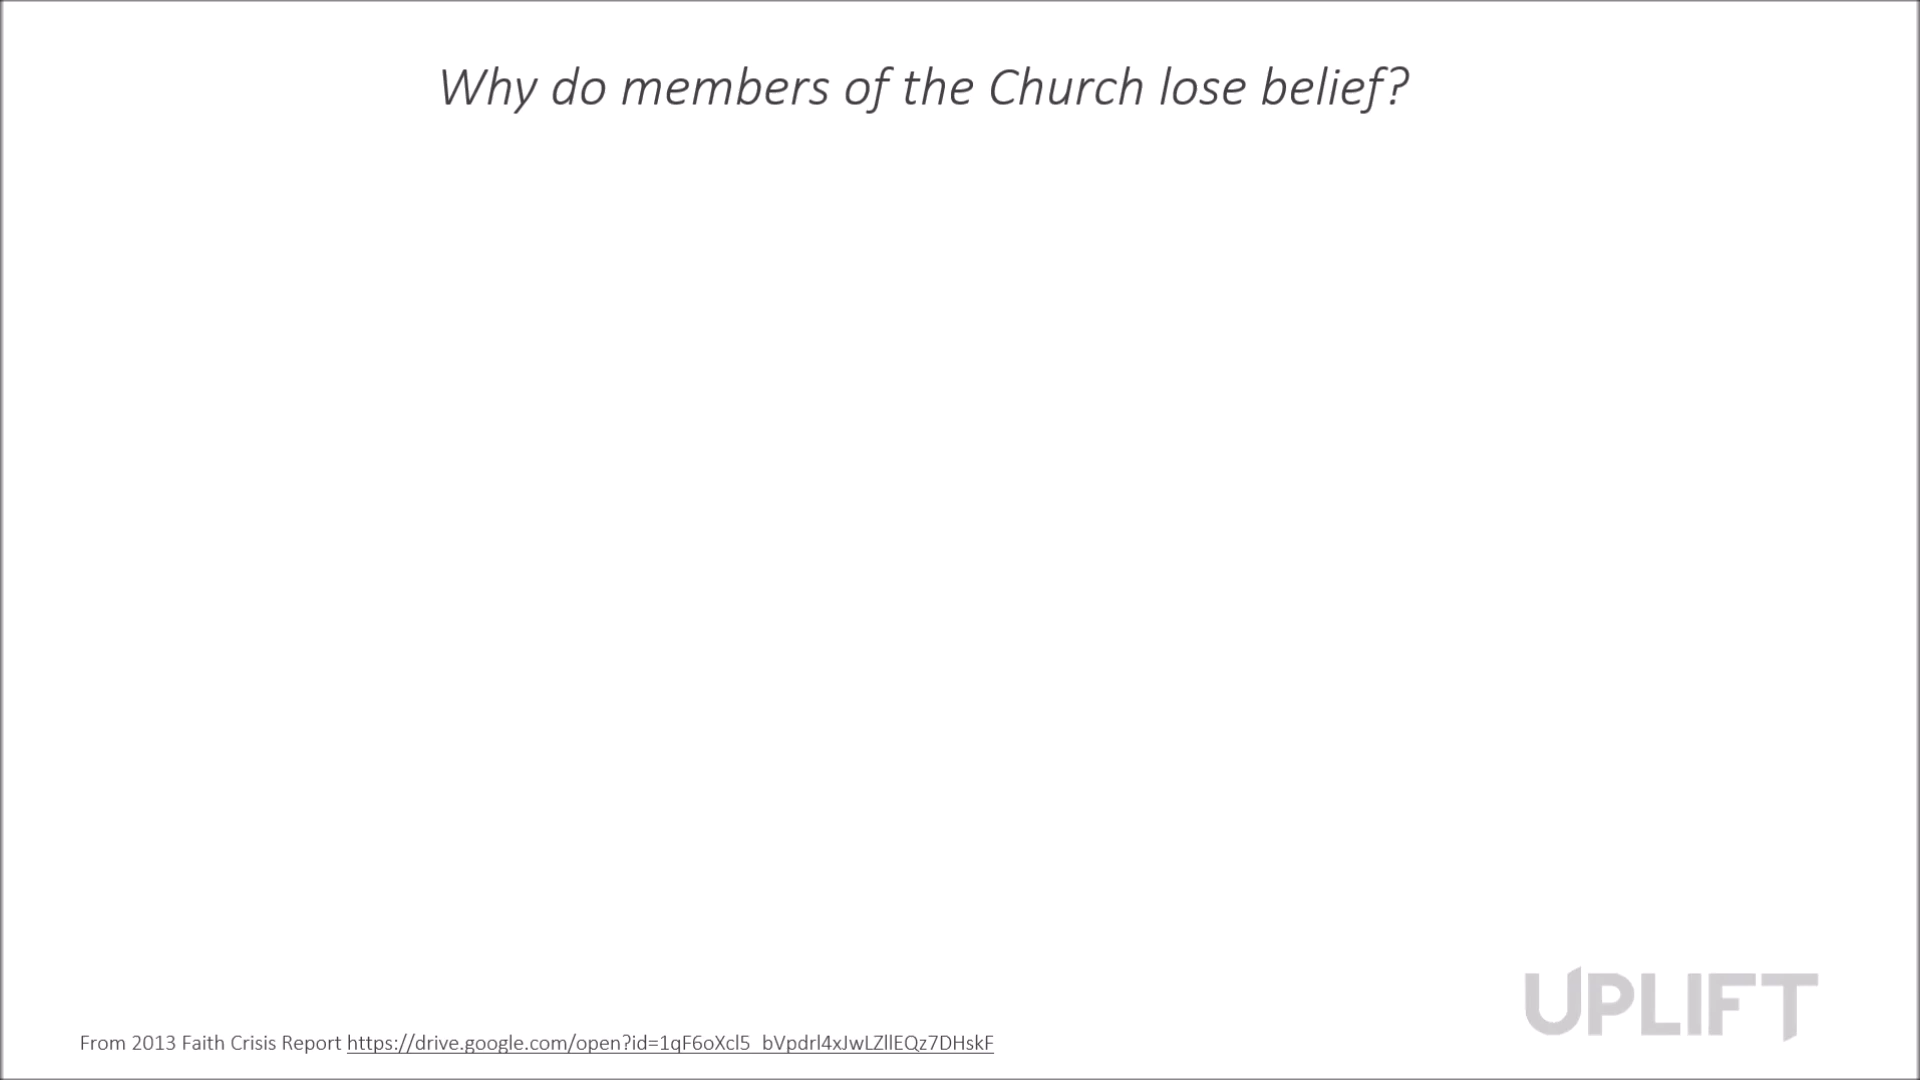 Why do members of the Church lose belief?
UPLIFT
From 2013 Faith Crisis Report https://drive.google.com/open?id=1qF6oXcl5_bVpdrl4xJwLZllEQz7DHskF